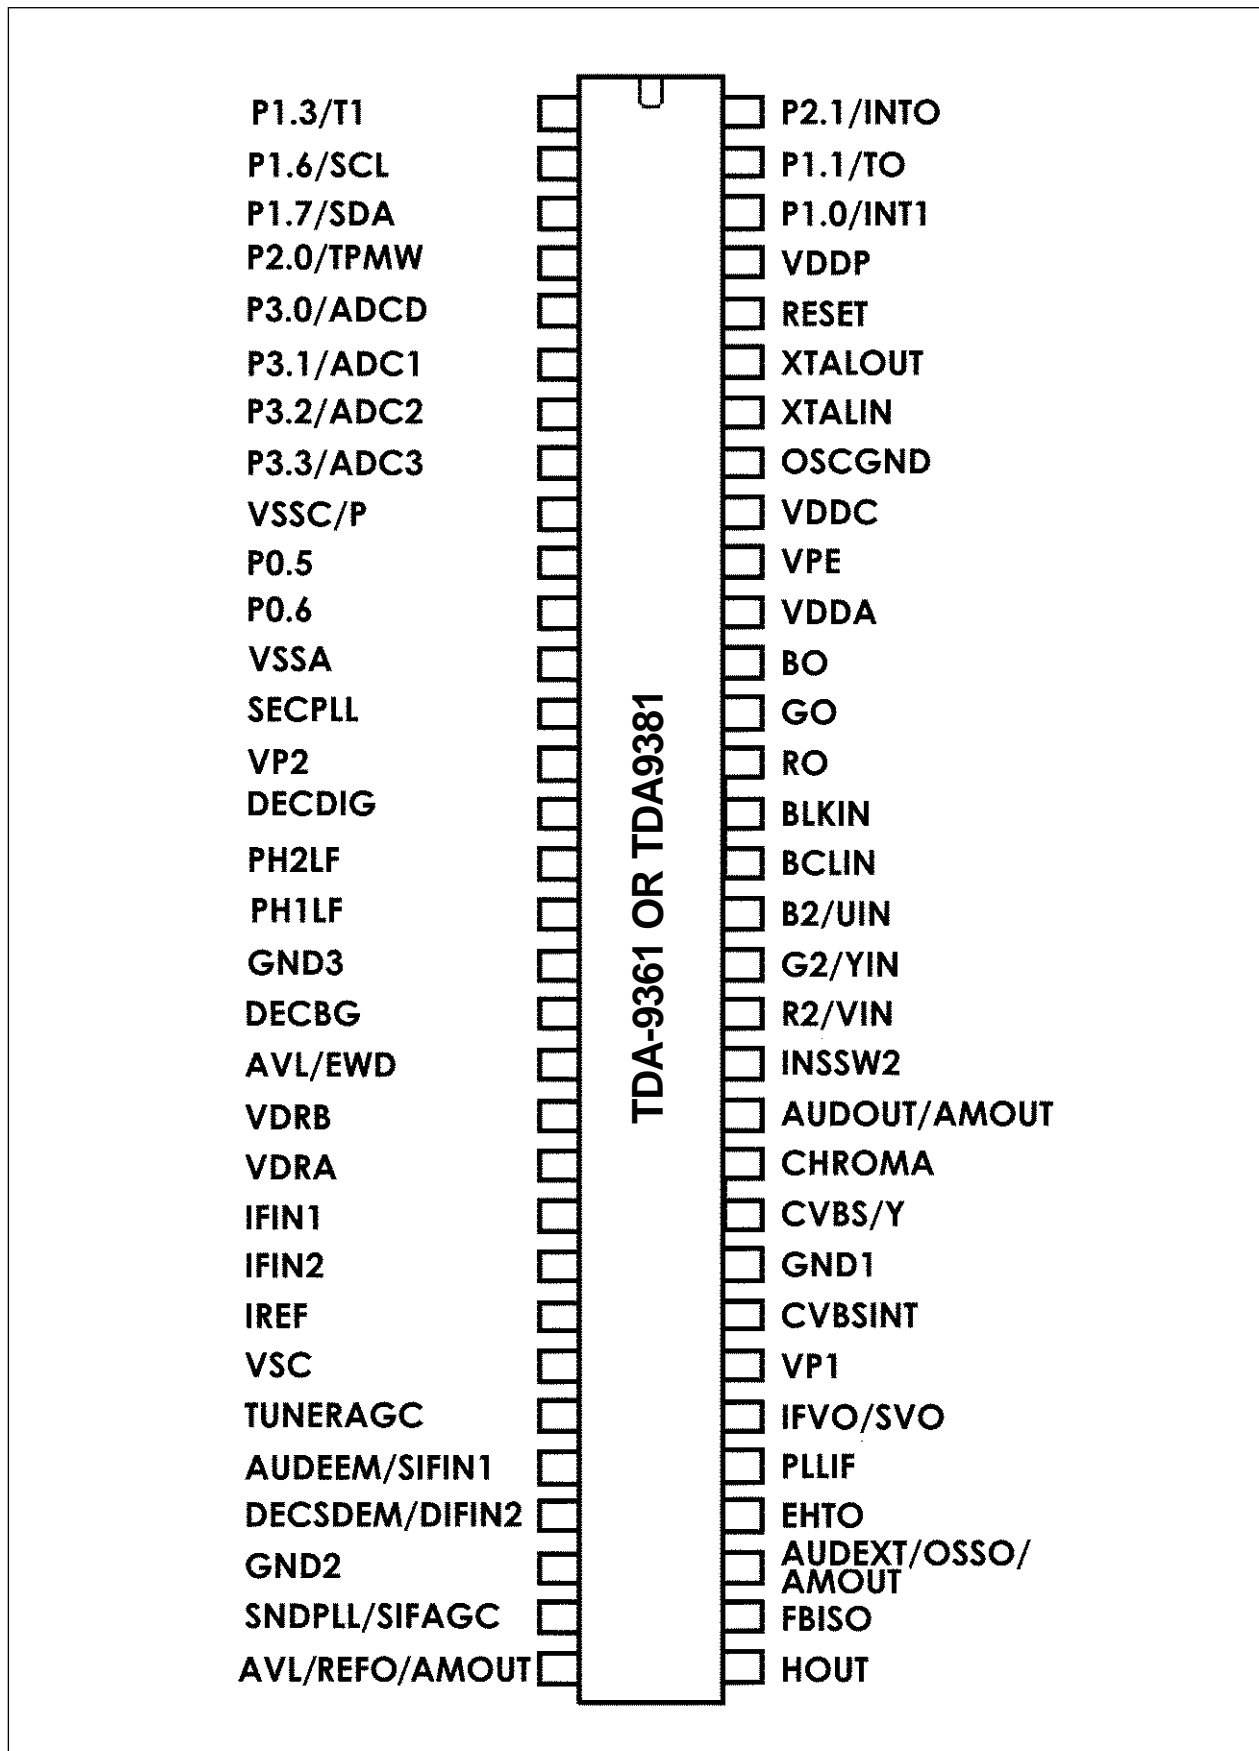 P1.3/T1
P1.6/SCL
P1.7/SDA
P2.0/TPMW
P3.0/ADCD
P3.1/ADC1
P3.2/ADC2
P3.3/ADC3
VSSC/P
P0.5
P0.6
VSSA
SECPLL
VP2
DECDIG
PH2LF
PH1LF
GND3
DECBG
AVL/EWD
VDRB
VDRA
IFIN1
IFIN2
IREF
VSC
TUNERAGC
AUDEEM/SIFIN1
DECSDEM/DIFIN2
GND2
SNDPLL/SIFAGC
AVL/REFO/AMOUT
TDA-9361 OR TDA9381
P2.1/INTO
P1.1/TO
P1.0/INT1
VDDP
RESET
XTALOUT
XTALIN
OSCGND
VDDC
VPE
VDDA
BO
GO
RO
BLKIN
BCLIN
B2/UIN
G2/YIN
R2/VIN
INSSW2
AUDOUT/AMOUT
CHROMA
CVBS/Y
GND1
CVBSINT
VP1
IFVO/SVO
PLLIF
EHTO
AUDEXT/OSSO/
AMOUT
FBISO
HOUT